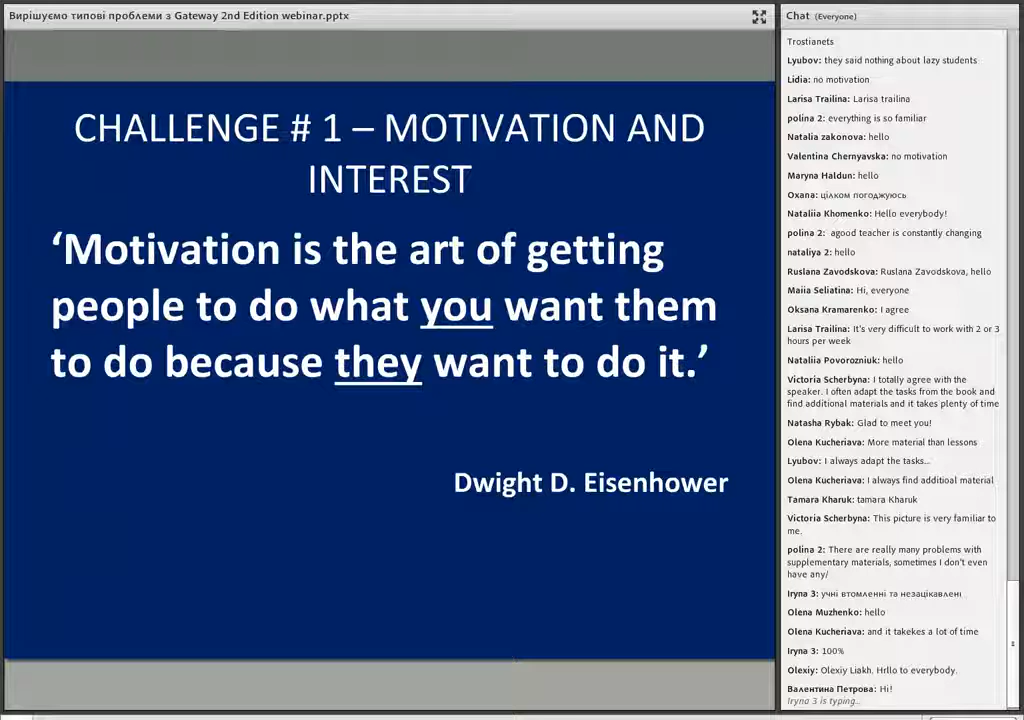 Вирішуємо типові проблеми з Gateway 2nd Edition webinar.pptx
CHALLENGE # 1 – MOTIVATION AND
INTEREST
‘Motivation is the art of getting
people to do what you want them
to do because they want to do it.’
Dwight D. Eisenhower
Chat (Everyone)
Trostianets
Lyubov: they said nothing about lazy students
Lidia: no motivation
Larisa Trailina: Larisa trailina
polina 2: everything is so familiar
Natalia zakonova: hello
Valentina Chernyavska: no motivation
Maryna Haldun: hello
Оxана: цілком погоджуюсь
Nataliia Khomenko: Hello everybody!
polina 2: agood teacher is constantly changing
nataliya 2: hello
Ruslana Zavodskova: Ruslana Zavodskova, hello
Maiia Seliatina: Hi, everyone
Oksana Kramarenko: I agree
Larisa Trailina: It's very difficult to work with 2 or 3
hours per week
Nataliia Povorozniuk: hello
Victoria Scherbyna: I totally agree with the
speaker. I often adapt the tasks from the book and
find additional materials and it takes plenty of time
Natasha Rybak: Glad to meet you!
Olena Kucheriava: More material than lessons
Lyubov: I always adapt the tasks...
Olena Kucheriava: I always find additioal material
Tamara Kharuk: tamara Kharuk
Victoria Scherbyna: This picture is very familiar to
me.
polina 2: There are really many problems with
supplementary materials, sometimes I don't even
have any/
Iryna 3: учні втомленні та незацікавлені
Olena Muzhenko: hello
Olena Kucheriava: and it takekes a lot of time
Iryna 3: 100%
Olexiy: Olexiy Liakh. Hrllo to everybody.
Валентина Петрова: Hi!
Iryna 3 is typing...